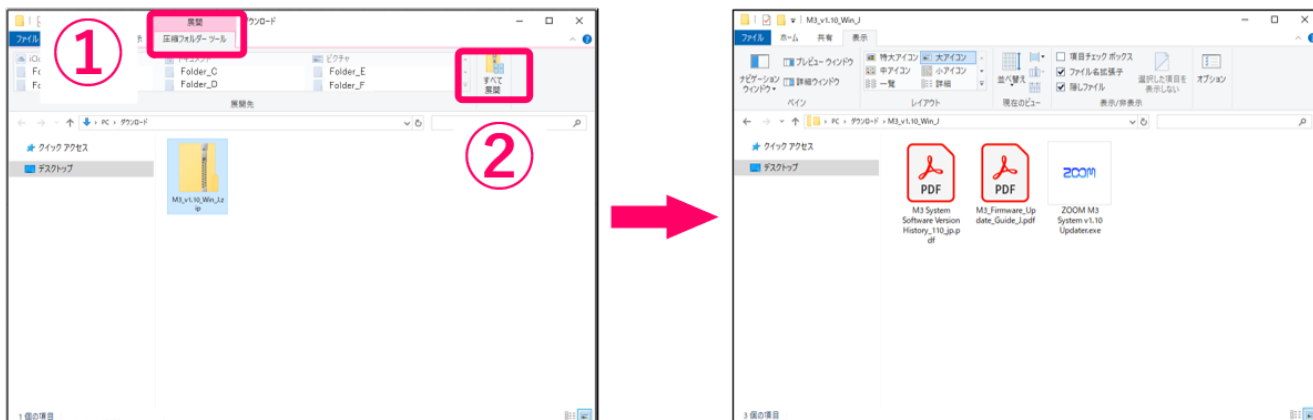 ①
②
展開
ウンロード
ファイル
圧縮フォルダー ツール
ピクチャ
Folder_C
Folder_E
Folder_D
Folder_F
すべて
展開
展開先
PC › ダウンロード
クイック アクセス
デスクトップ
M3_v1.10_Win_J.z
ip
1 個の項目
M3_v1.10_Win_J
ファイル ホーム 共有 表示
ナビゲーション
ウィンドウ
プレビュー ウィンドウ
詳細ウィンドウ
ペイン
特大アイコン
大アイコン
中アイコン
小アイコン
一覧
詳細
レイアウト
並べ替え
現在のビュー
項目チェック ボックス
ファイル名拡張子
隠しファイル
選択した項目を
表示しない
表示/非表示
オプション
PC › ダウンロード › M3_v1.10_Win_J
クイック アクセス
デスクトップ
PDF
M3 System
Software Version
History_110_jp.p
df
PDF
M3_Firmware_Up
date_Guide_J.pdf
ZOOM
ZOOM M3
System v1.10
Updater.exe
3 個の項目